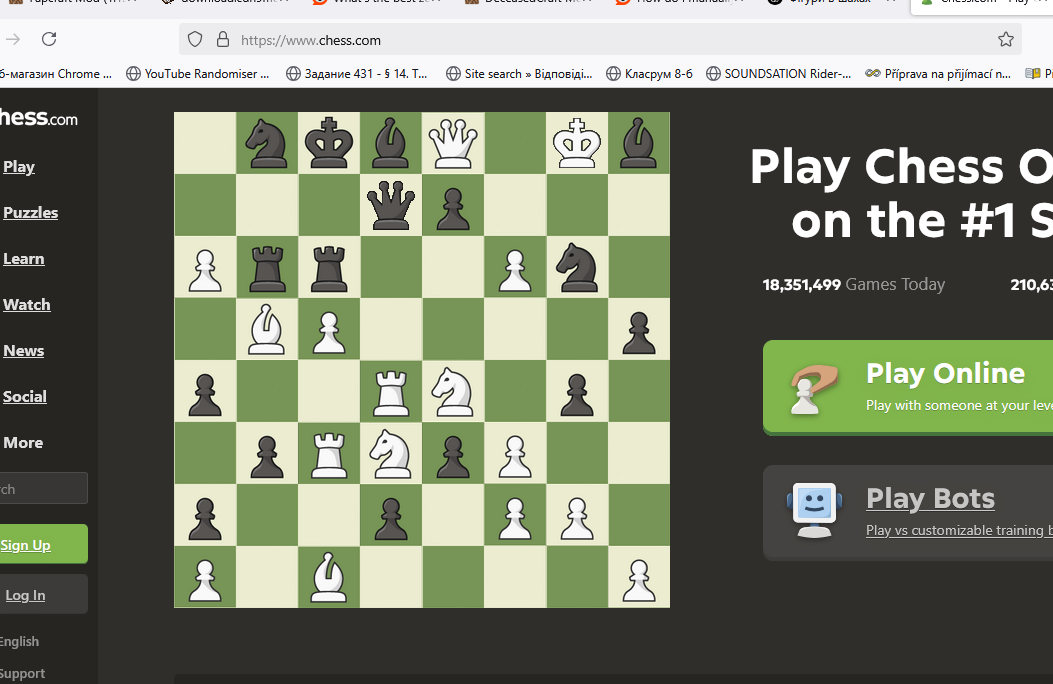 https://www.chess.com
YouTube Randomiser ...
Задание 431 - § 14. Т...
Site search » Відповіді...
Класрум 8-6
SOUNDSATION Rider-...
Příprava na přijímací n...
hess.com
Play
Puzzles
Learn
Watch
News
Social
More
Sign Up
Log In
English
Support
Play Chess O
on the #1 S
18,351,499 Games Today
210,63
Play Online
Play with someone at your leve
Play Bots
Play vs customizable training b